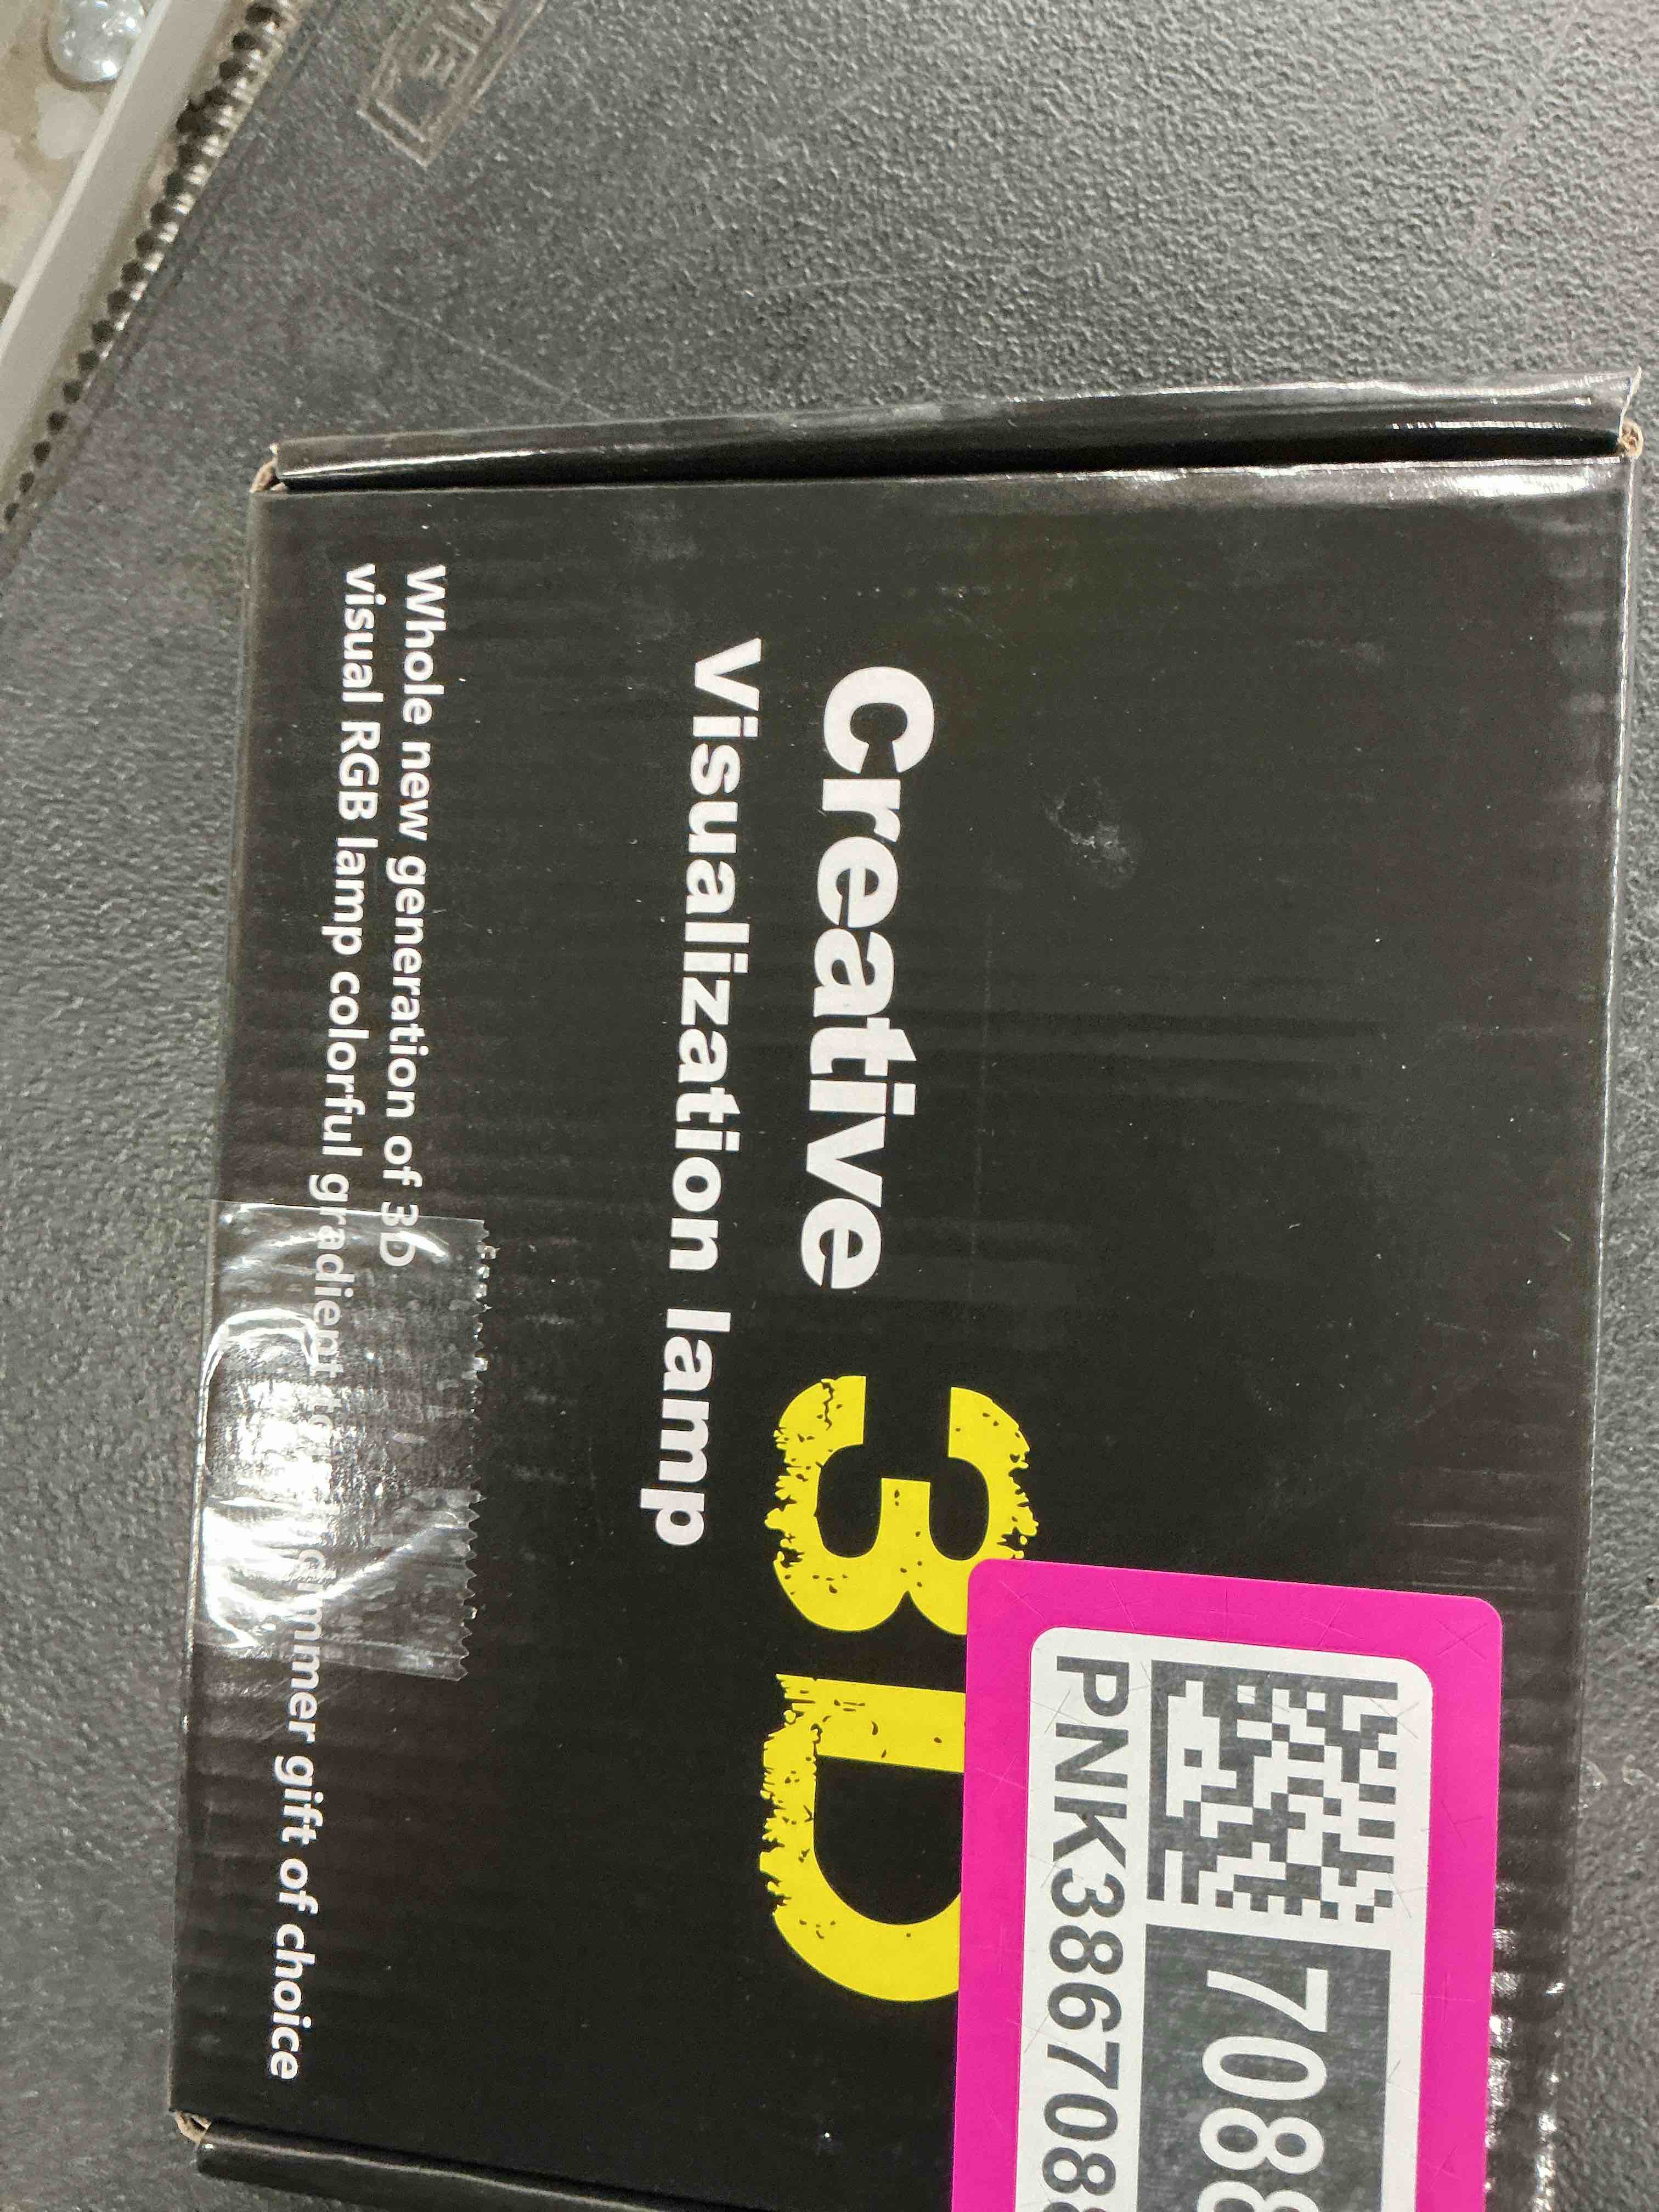 Creative 3D
Visualization lamp
Whole new generation of 3D
visual RGB lamp colorful gradient dimmer gift of choice
708
PNK386708